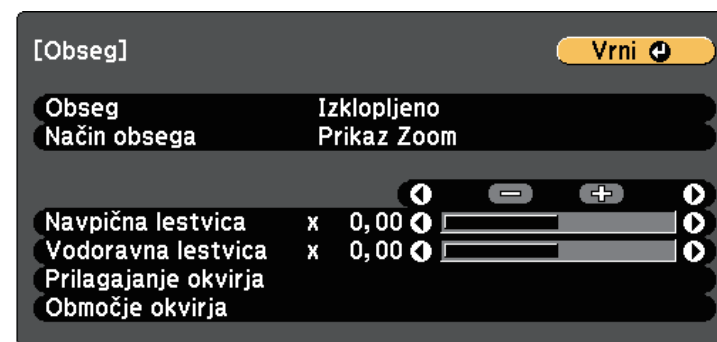 [Obseg] Vrni
Obseg Izklopljeno
Način obsega Prikaz Zoom
Navpična lestvica x 0,00
Vodoravna lestvica x 0,00
Prilagajanje okvirja
Območje okvirja